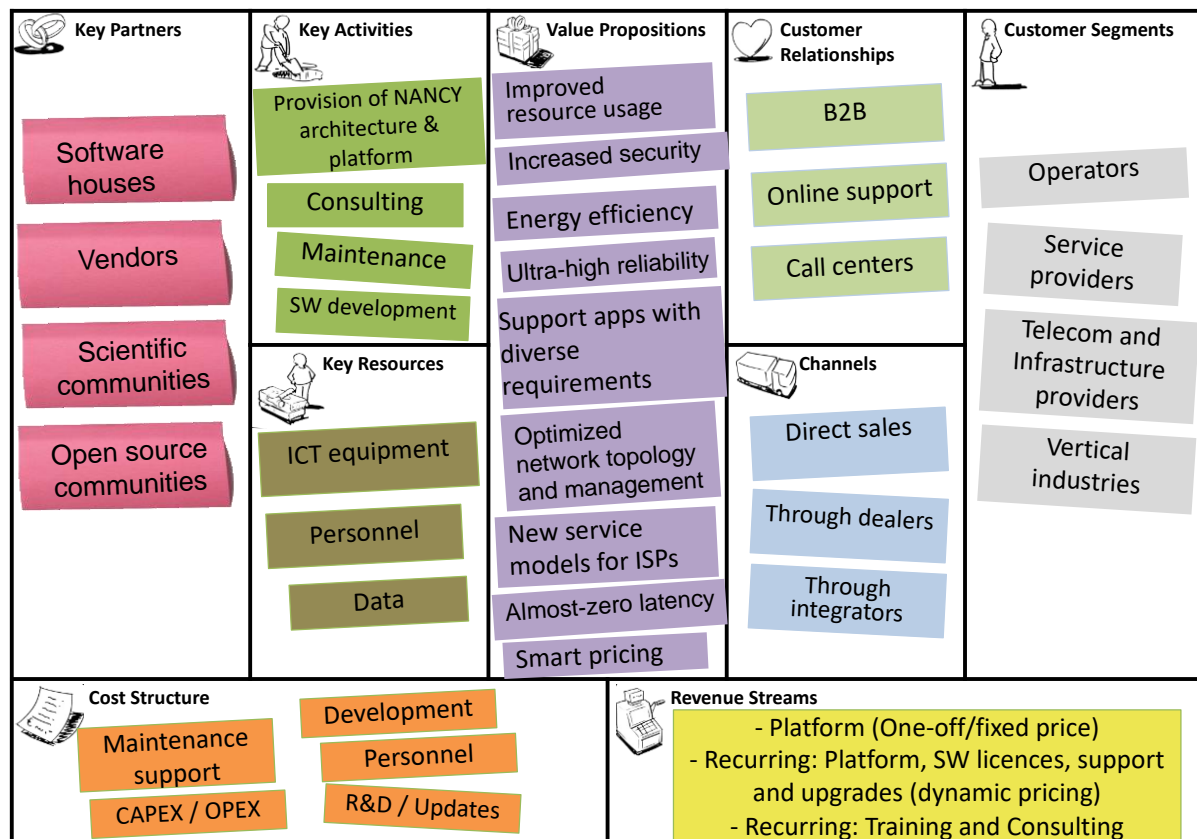 Key Partners
Software
houses
Vendors
Scientific
communities
Open source
communities
Key Activities
Provision of NANCY
architecture &
platform
Consulting
Maintenance
SW development
Key Resources
ICT equipment
Personnel
Data
Value Propositions
Improved
resource usage
Increased security
Energy efficiency
Ultra-high reliability
Support apps with
diverse
requirements
Optimized
network topology
and management
New service
models for ISPs
Almost-zero latency
Smart pricing
Customer
Relationships
B2B
Online support
Call centers
Channels
Direct sales
Through dealers
Through
integrators
Customer Segments
Operators
Service
providers
Telecom and
Infrastructure
providers
Vertical
industries
Cost Structure
Maintenance
support
CAPEX / OPEX
Development
Personnel
R&D / Updates
Revenue Streams
- Platform (One-off/fixed price)
- Recurring: Platform, SW licences, support
and upgrades (dynamic pricing)
- Recurring: Training and Consulting